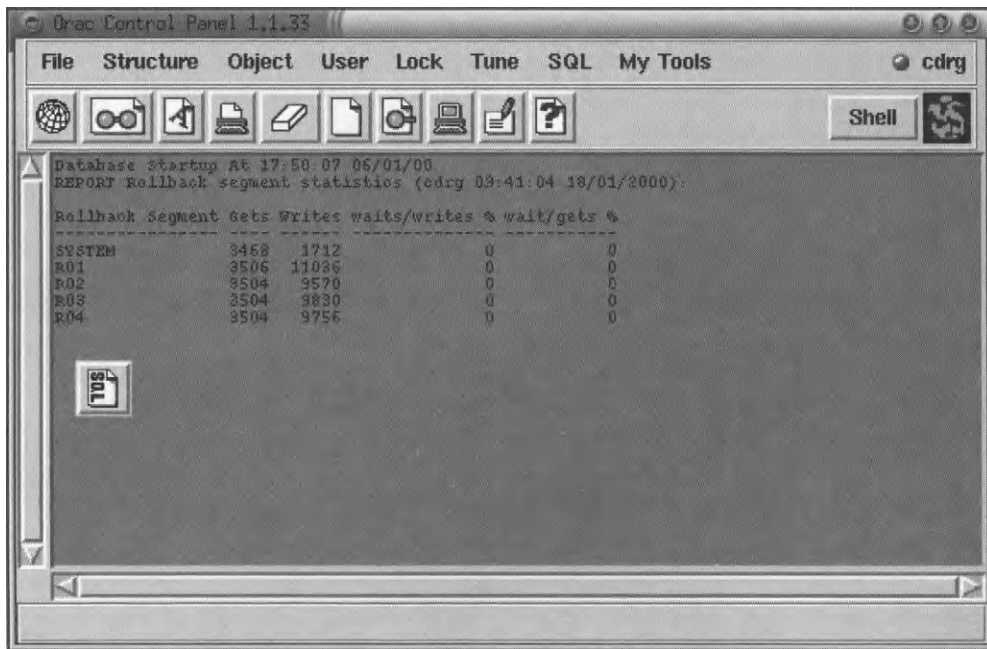 Orac Control Panel 1.1.33
File Structure Object User Lock Tune SQL My Tools cdrg
Shell
Database Startup At 17:50:07 06/01/00
REPORT Rollback segment statistics (cdrg 03:41:04 18/01/2000):
Rollback Segment Gets Writes waits/writes % wait/gets %
---------------- ---- ------ -------------- -----------
SYSTEM 3468 1712 0 0
R01 3506 11036 0 0
R02 3504 9570 0 0
R03 3504 9830 0 0
R04 3504 9756 0 0
SQL